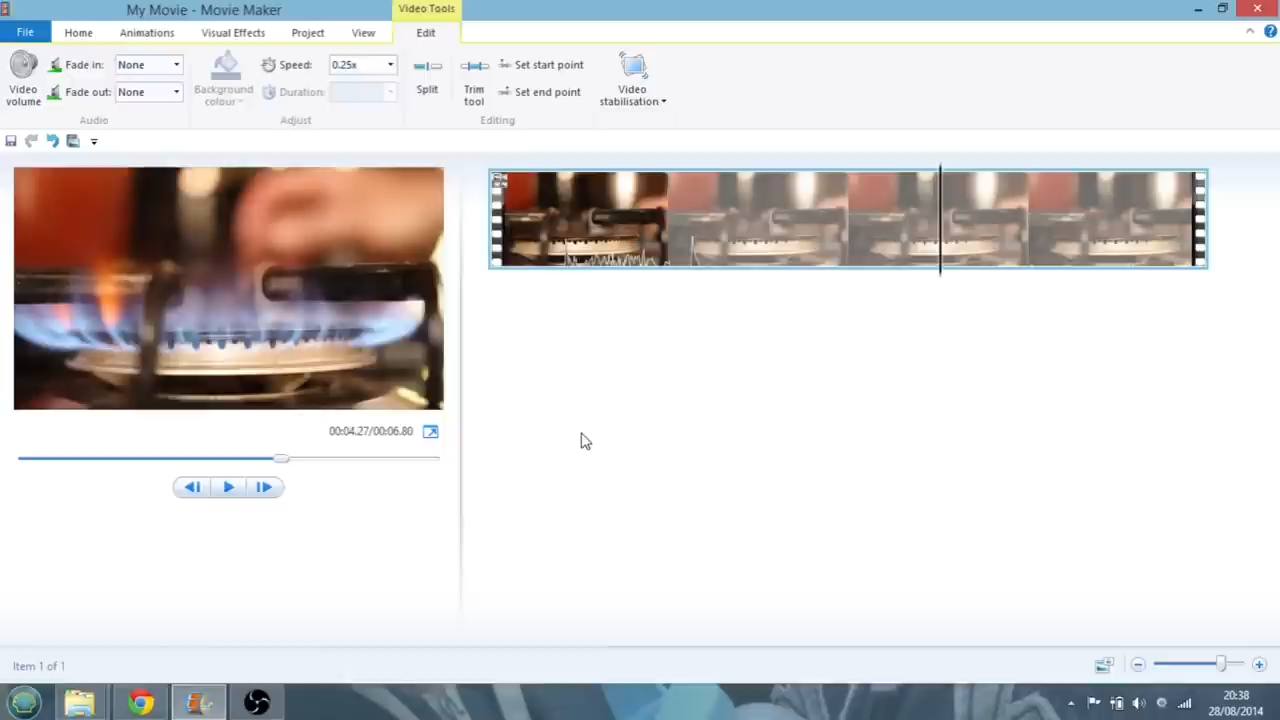 My Movie - Movie Maker
Video Tools
File
Home
Animations
Visual Effects
Project
View
Edit
Video volume
Fade in:
None
Fade out:
None
Audio
Background colour
Speed:
0.25x
Duration:
Adjust
Split
Trim tool
Set start point
Set end point
Editing
Video stabilisation
00:04.27/00:06.80
Item 1 of 1
20:38
28/08/2014